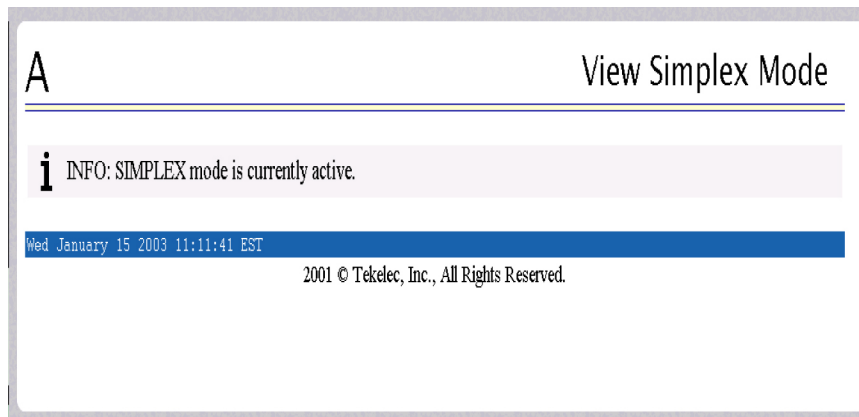 A
View Simplex Mode
i INFO: SIMPLEX mode is currently active.
Wed January 15 2003 11:11:41 EST
2001 © Tekelec, Inc., All Rights Reserved.